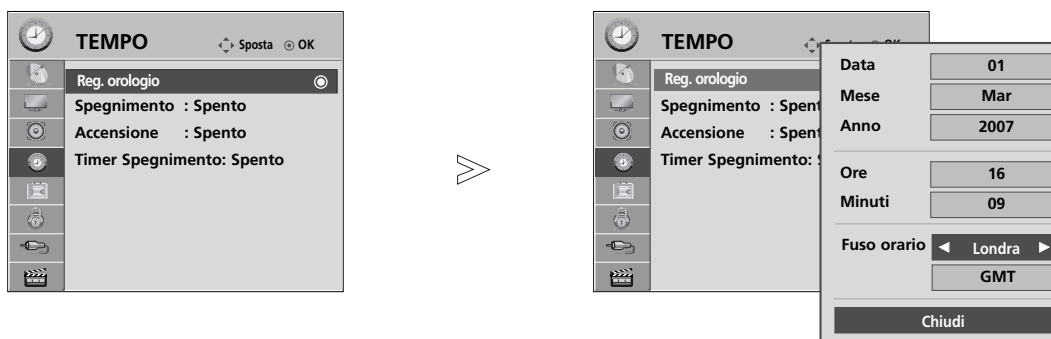 TEMPO
Sposta OK
Reg. orologio
Spegnimento : Spento
Accensione : Spento
Timer Spegnimento: Spento
TEMPO
Reg. orologio
Spegnimento : Spent
Accensione : Spent
Timer Spegnimento:
Data 01
Mese Mar
Anno 2007
Ore 16
Minuti 09
Fuso orario ◄ Londra ►
GMT
Chiudi